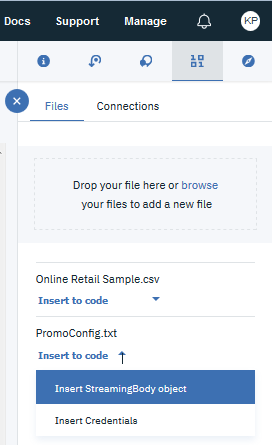 Docs Support Manage KP
Files Connections
Drop your file here or browse
your files to add a new file
Online Retail Sample.csv
Insert to code
PromoConfig.txt
Insert to code
Insert StreamingBody object
Insert Credentials